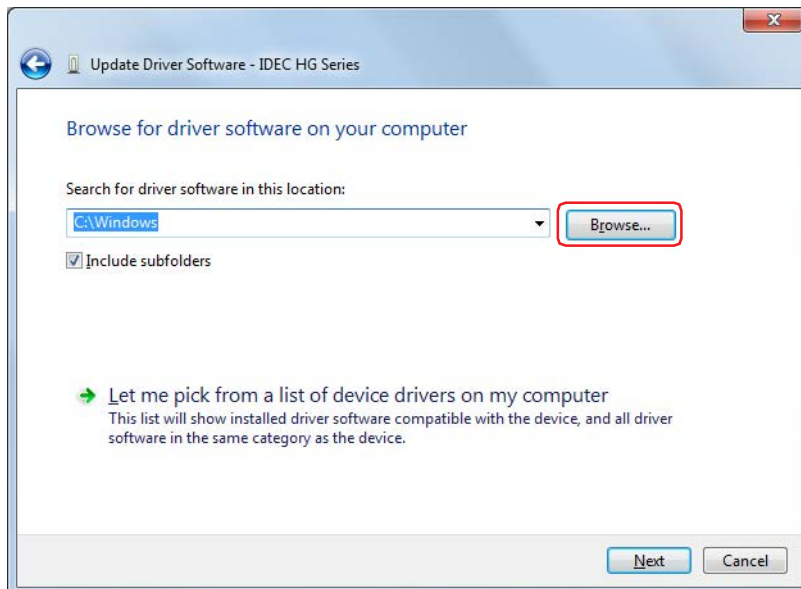 Update Driver Software - IDEC HG Series
Browse for driver software on your computer
Search for driver software in this location:
C:\Windows
Browse...
Include subfolders
Let me pick from a list of device drivers on my computer
This list will show installed driver software compatible with the device, and all driver
software in the same category as the device.
Next
Cancel